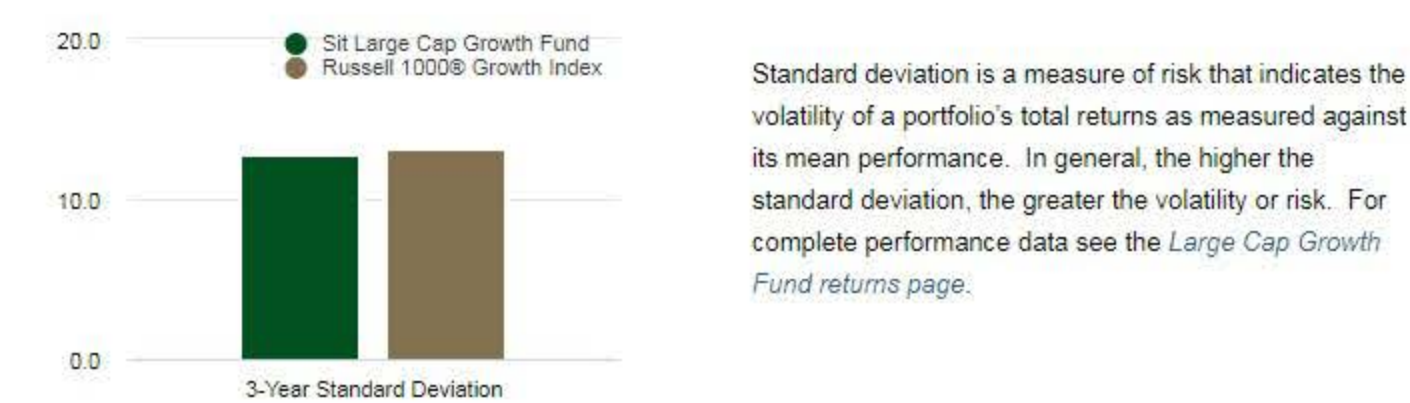 20.0
Sit Large Cap Growth Fund
Russell 1000® Growth Index
10.0
0.0
3-Year Standard Deviation
Standard deviation is a measure of risk that indicates the
volatility of a portfolio's total returns as measured against
its mean performance. In general, the higher the
standard deviation, the greater the volatility or risk. For
complete performance data see the Large Cap Growth
Fund returns page.